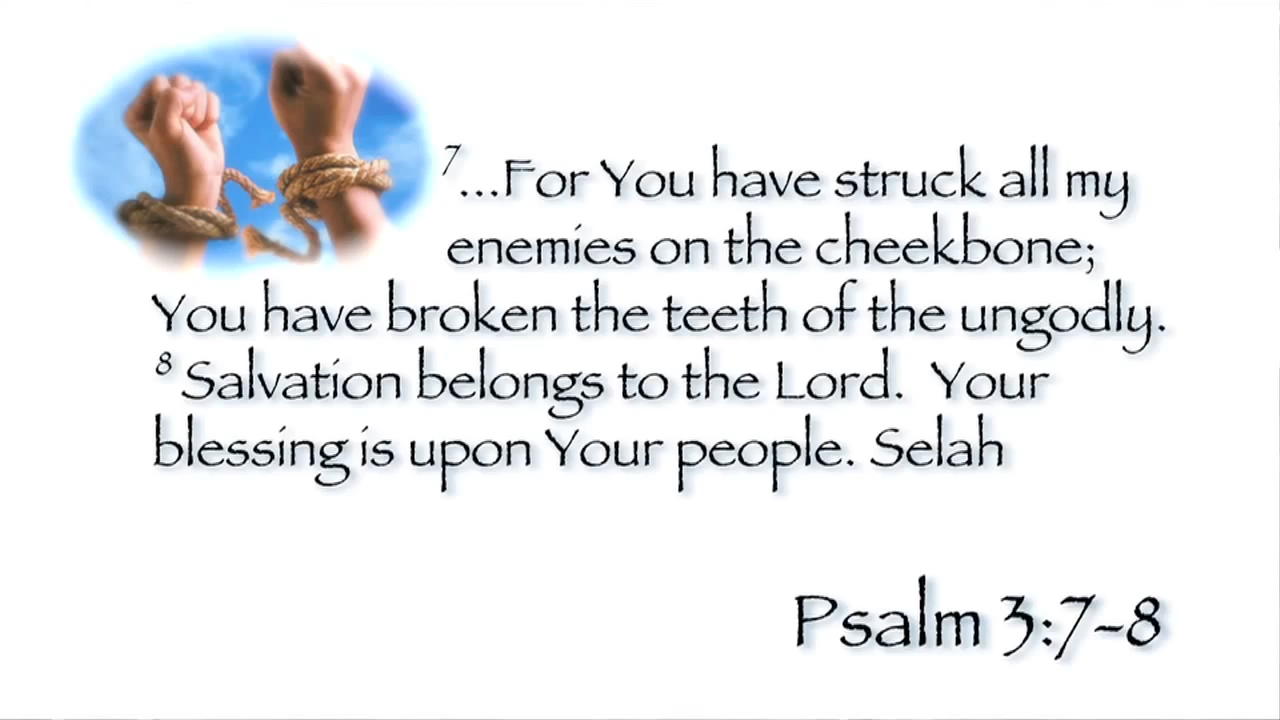 7...For You have struck all my
enemies on the cheekbone;
You have broken the teeth of the ungodly.
8 Salvation belongs to the Lord.  Your
blessing is upon Your people. Selah
Psalm 3:7-8